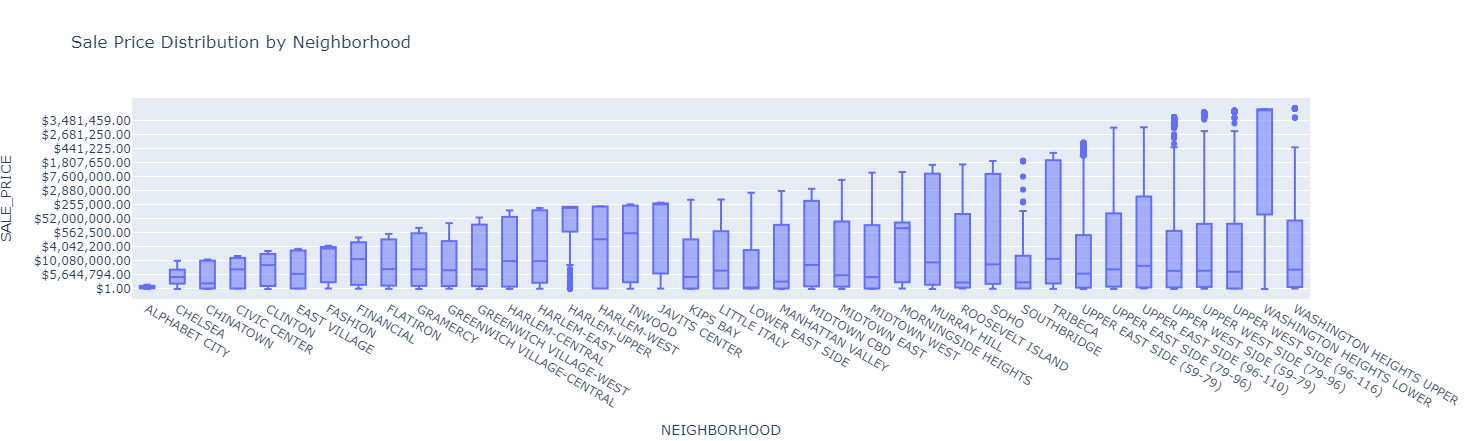 Sale Price Distribution by Neighborhood
SALE_PRICE
$3,481,459.00
$2,681,250.00
$441,225.00
$1,807,650.00
$7,600,000.00
$2,880,000.00
$255,000.00
$52,000,000.00
$562,500.00
$4,042,200.00
$10,080,000.00
$5,644,794.00
$1.00
ALPHABET CITY
CHELSEA
CHINATOWN
CIVIC CENTER
CLINTON
EAST VILLAGE
FASHION
FINANCIAL
FLATIRON
GRAMERCY
GREENWICH VILLAGE-CENTRAL
GREENWICH VILLAGE-WEST
HARLEM-CENTRAL
HARLEM-EAST
HARLEM-UPPER
HARLEM-WEST
INWOOD
JAVITS CENTER
KIPS BAY
LITTLE ITALY
LOWER EAST SIDE
MANHATTAN VALLEY
MIDTOWN CBD
MIDTOWN EAST
MIDTOWN WEST
MORNINGSIDE HEIGHTS
MURRAY HILL
ROOSEVELT ISLAND
SOHO
SOUTHBRIDGE
TRIBECA
UPPER EAST SIDE (59-79)
UPPER EAST SIDE (79-96)
UPPER EAST SIDE (96-110)
UPPER WEST SIDE (59-79)
UPPER WEST SIDE (79-96)
UPPER WEST SIDE (96-116)
WASHINGTON HEIGHTS LOWER
WASHINGTON HEIGHTS UPPER
NEIGHBORHOOD